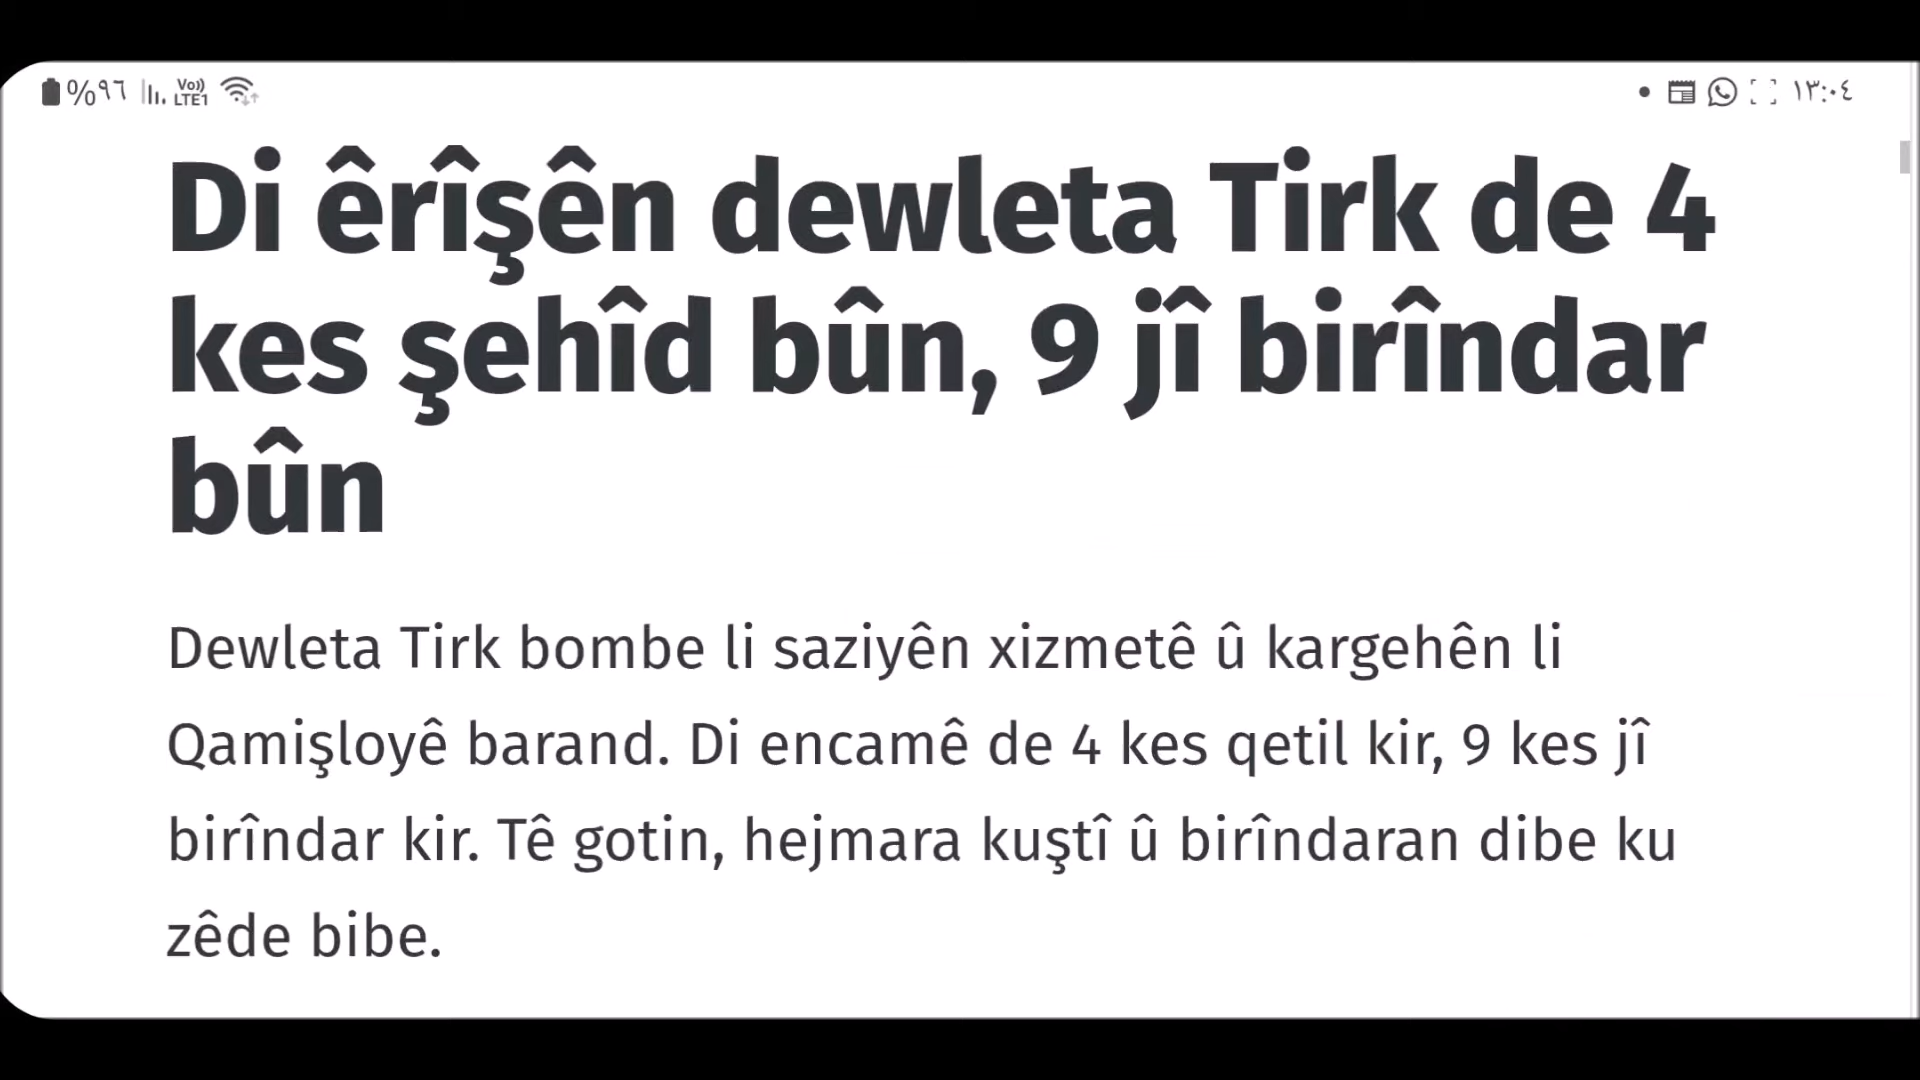 %٩٦ Vo)) LTE1 ١٣:٠٤
Di êrîşên dewleta Tirk de 4
kes şehîd bûn, 9 jî birîndar
bûn
Dewleta Tirk bombe li saziyên xizmetê û kargehên li
Qamişloyê barand. Di encamê de 4 kes qetil kir, 9 kes jî
birîndar kir. Tê gotin, hejmara kuştî û birîndaran dibe ku
zêde bibe.